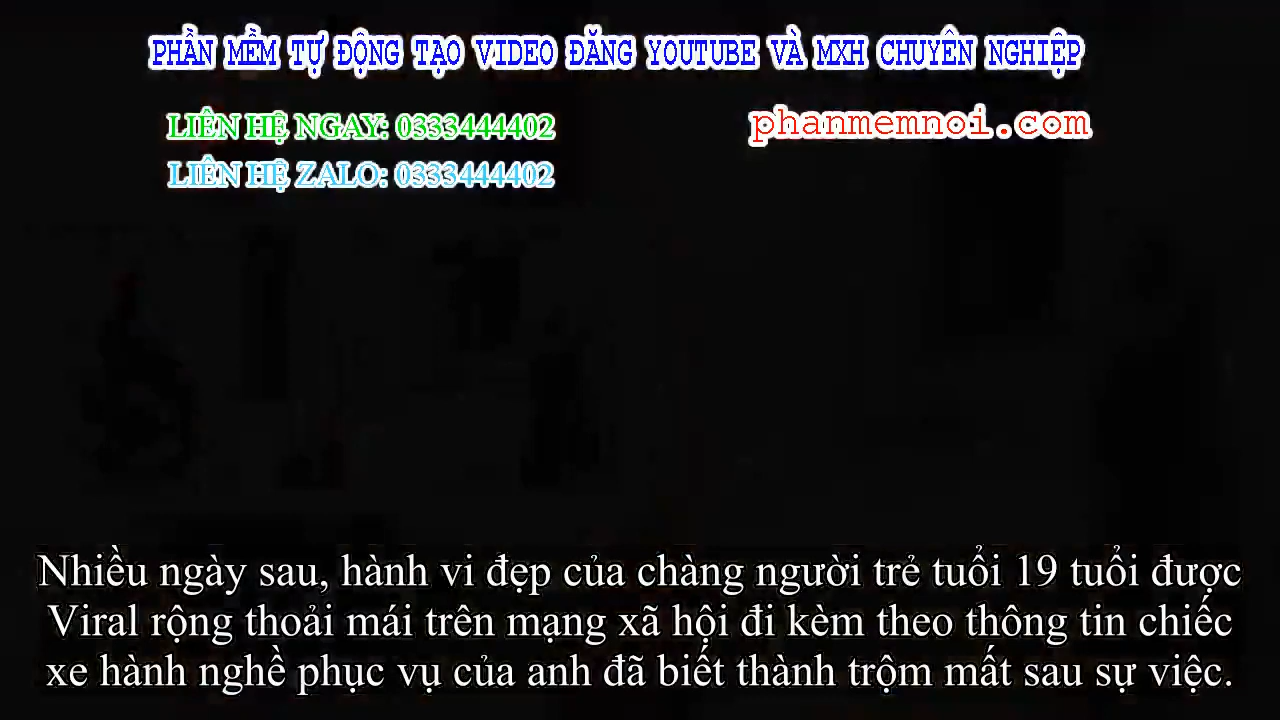 PHẦN MỀM TỰ ĐỘNG TẠO VIDEO ĐĂNG YOUTUBE VÀ MXH CHUYÊN NGHIỆP
LIÊN HỆ NGAY: 0333444402
phanmemnoi.com
LIÊN HỆ ZALO: 0333444402
Nhiều ngày sau, hành vi đẹp của chàng người trẻ tuổi 19 tuổi được
Viral rộng thoải mái trên mạng xã hội đi kèm theo thông tin chiếc
xe hành nghề phục vụ của anh đã biết thành trộm mất sau sự việc.